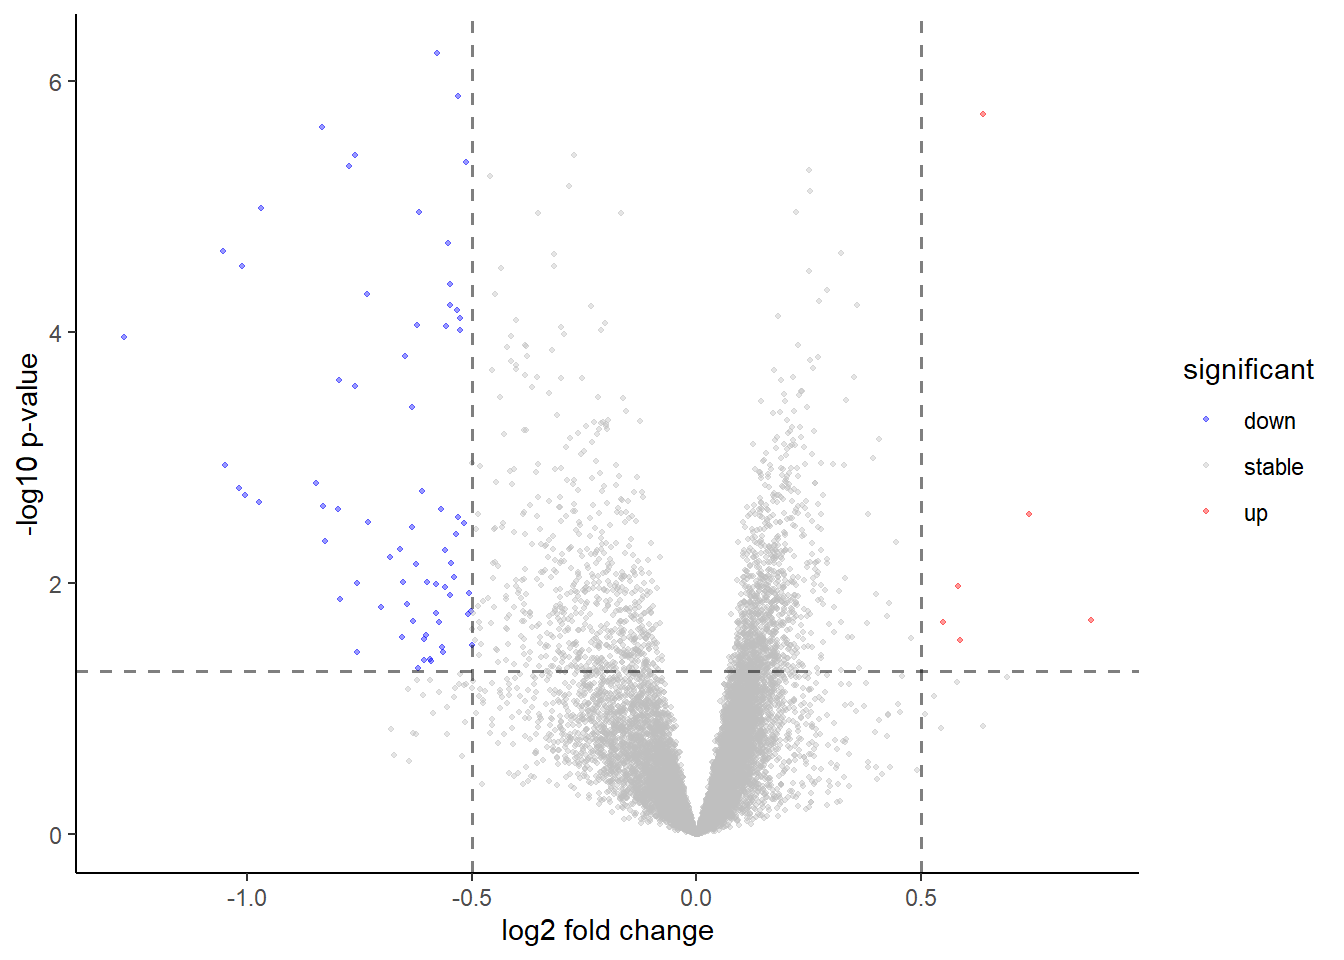 -log10 p-value
6
4
2
0
-1.0
-0.5
0.0
0.5
log2 fold change
significant
down
stable
up